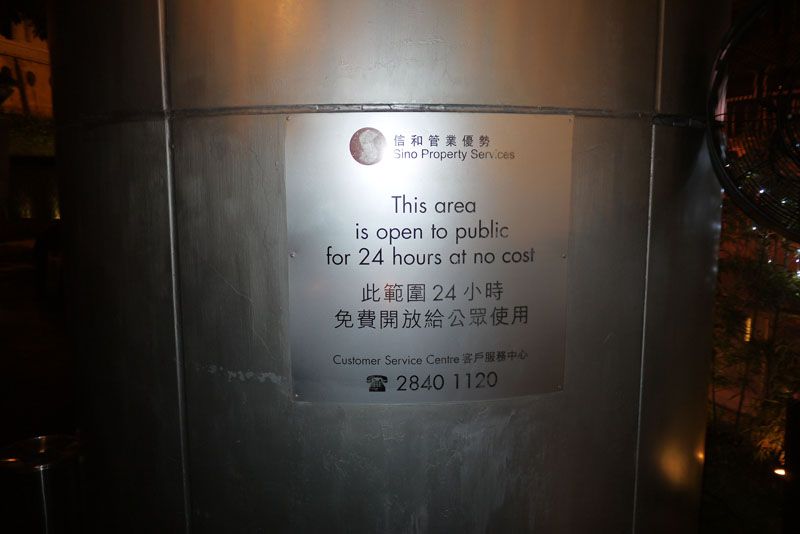 信和管業優勢
Sino Property Services
This area
is open to public
for 24 hours at no cost
此範圍 24 小時
免費開放給公眾使用
Customer Service Centre 客戶服務中心
☎ 2840 1120